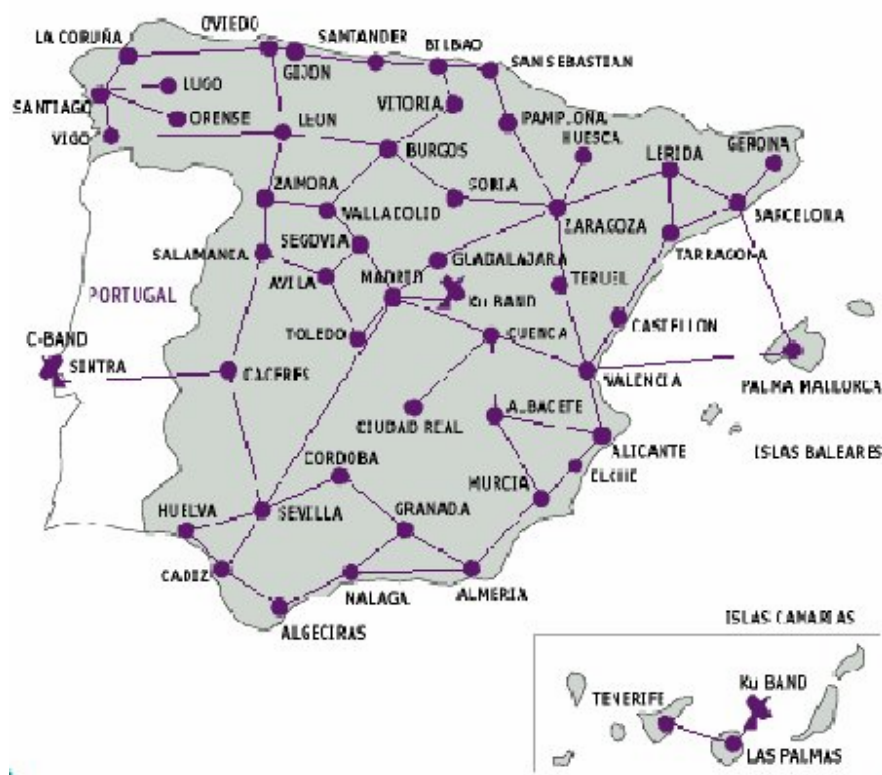 OVIEDO
LA CORUÑA
SANTANDER
BILBAO
GIJON
SAN SEBASTIAN
LUGO
SANTIAGO
ORENSE
VITORIA
PAMPLONA
VIGO
LEON
HUESCA
BURGOS
LERIDA
GERONA
ZAMORA
SORIA
VALLACOLID
ZARAGOZA
BARCELONA
SEGOVIA
SALAMANCA
GUADALAJARA
TARRAGONA
AVILA
MADRID
TERUEL
PORTUGAL
Ku BAND
TOLEDO
CUENCA
CASTELLON
C-BAND
SINTRA
CACERES
VALENCIA
PALMA MALLORCA
ALBACETE
CIUDAD REAL
ALICANTE
ISLAS BALEARES
CORDOBA
ELCHE
MURCIA
HUELVA
SEVILLA
GRANADA
CADIZ
NALAGA
ALMERIA
ALGECIRAS
ISLAS CANARIAS
TENERIFE
Ku BAND
LAS PALMAS